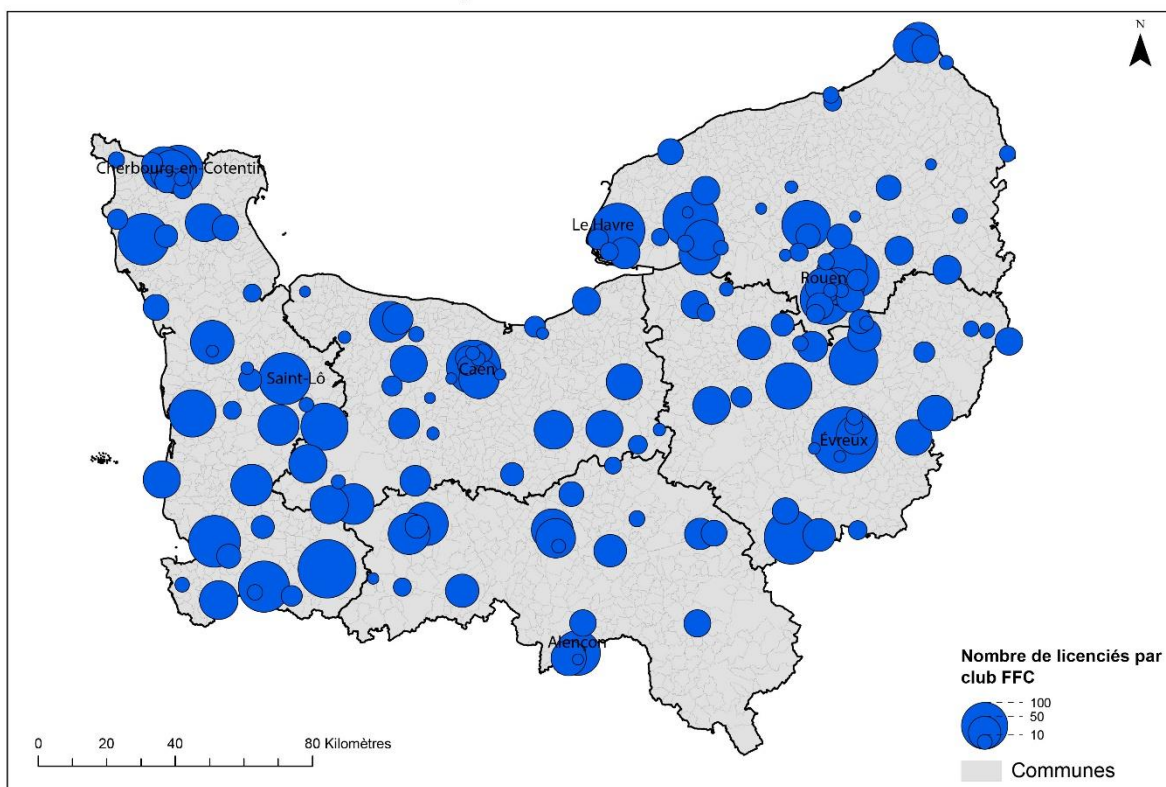 N
Cherbourg-en-Cotentin
Le Havre
Rouen
Caen
Saint-Lô
Évreux
Alençon
Nombre de licenciés par
club FFC
100
50
10
Communes
0 20 40 80 Kilomètres